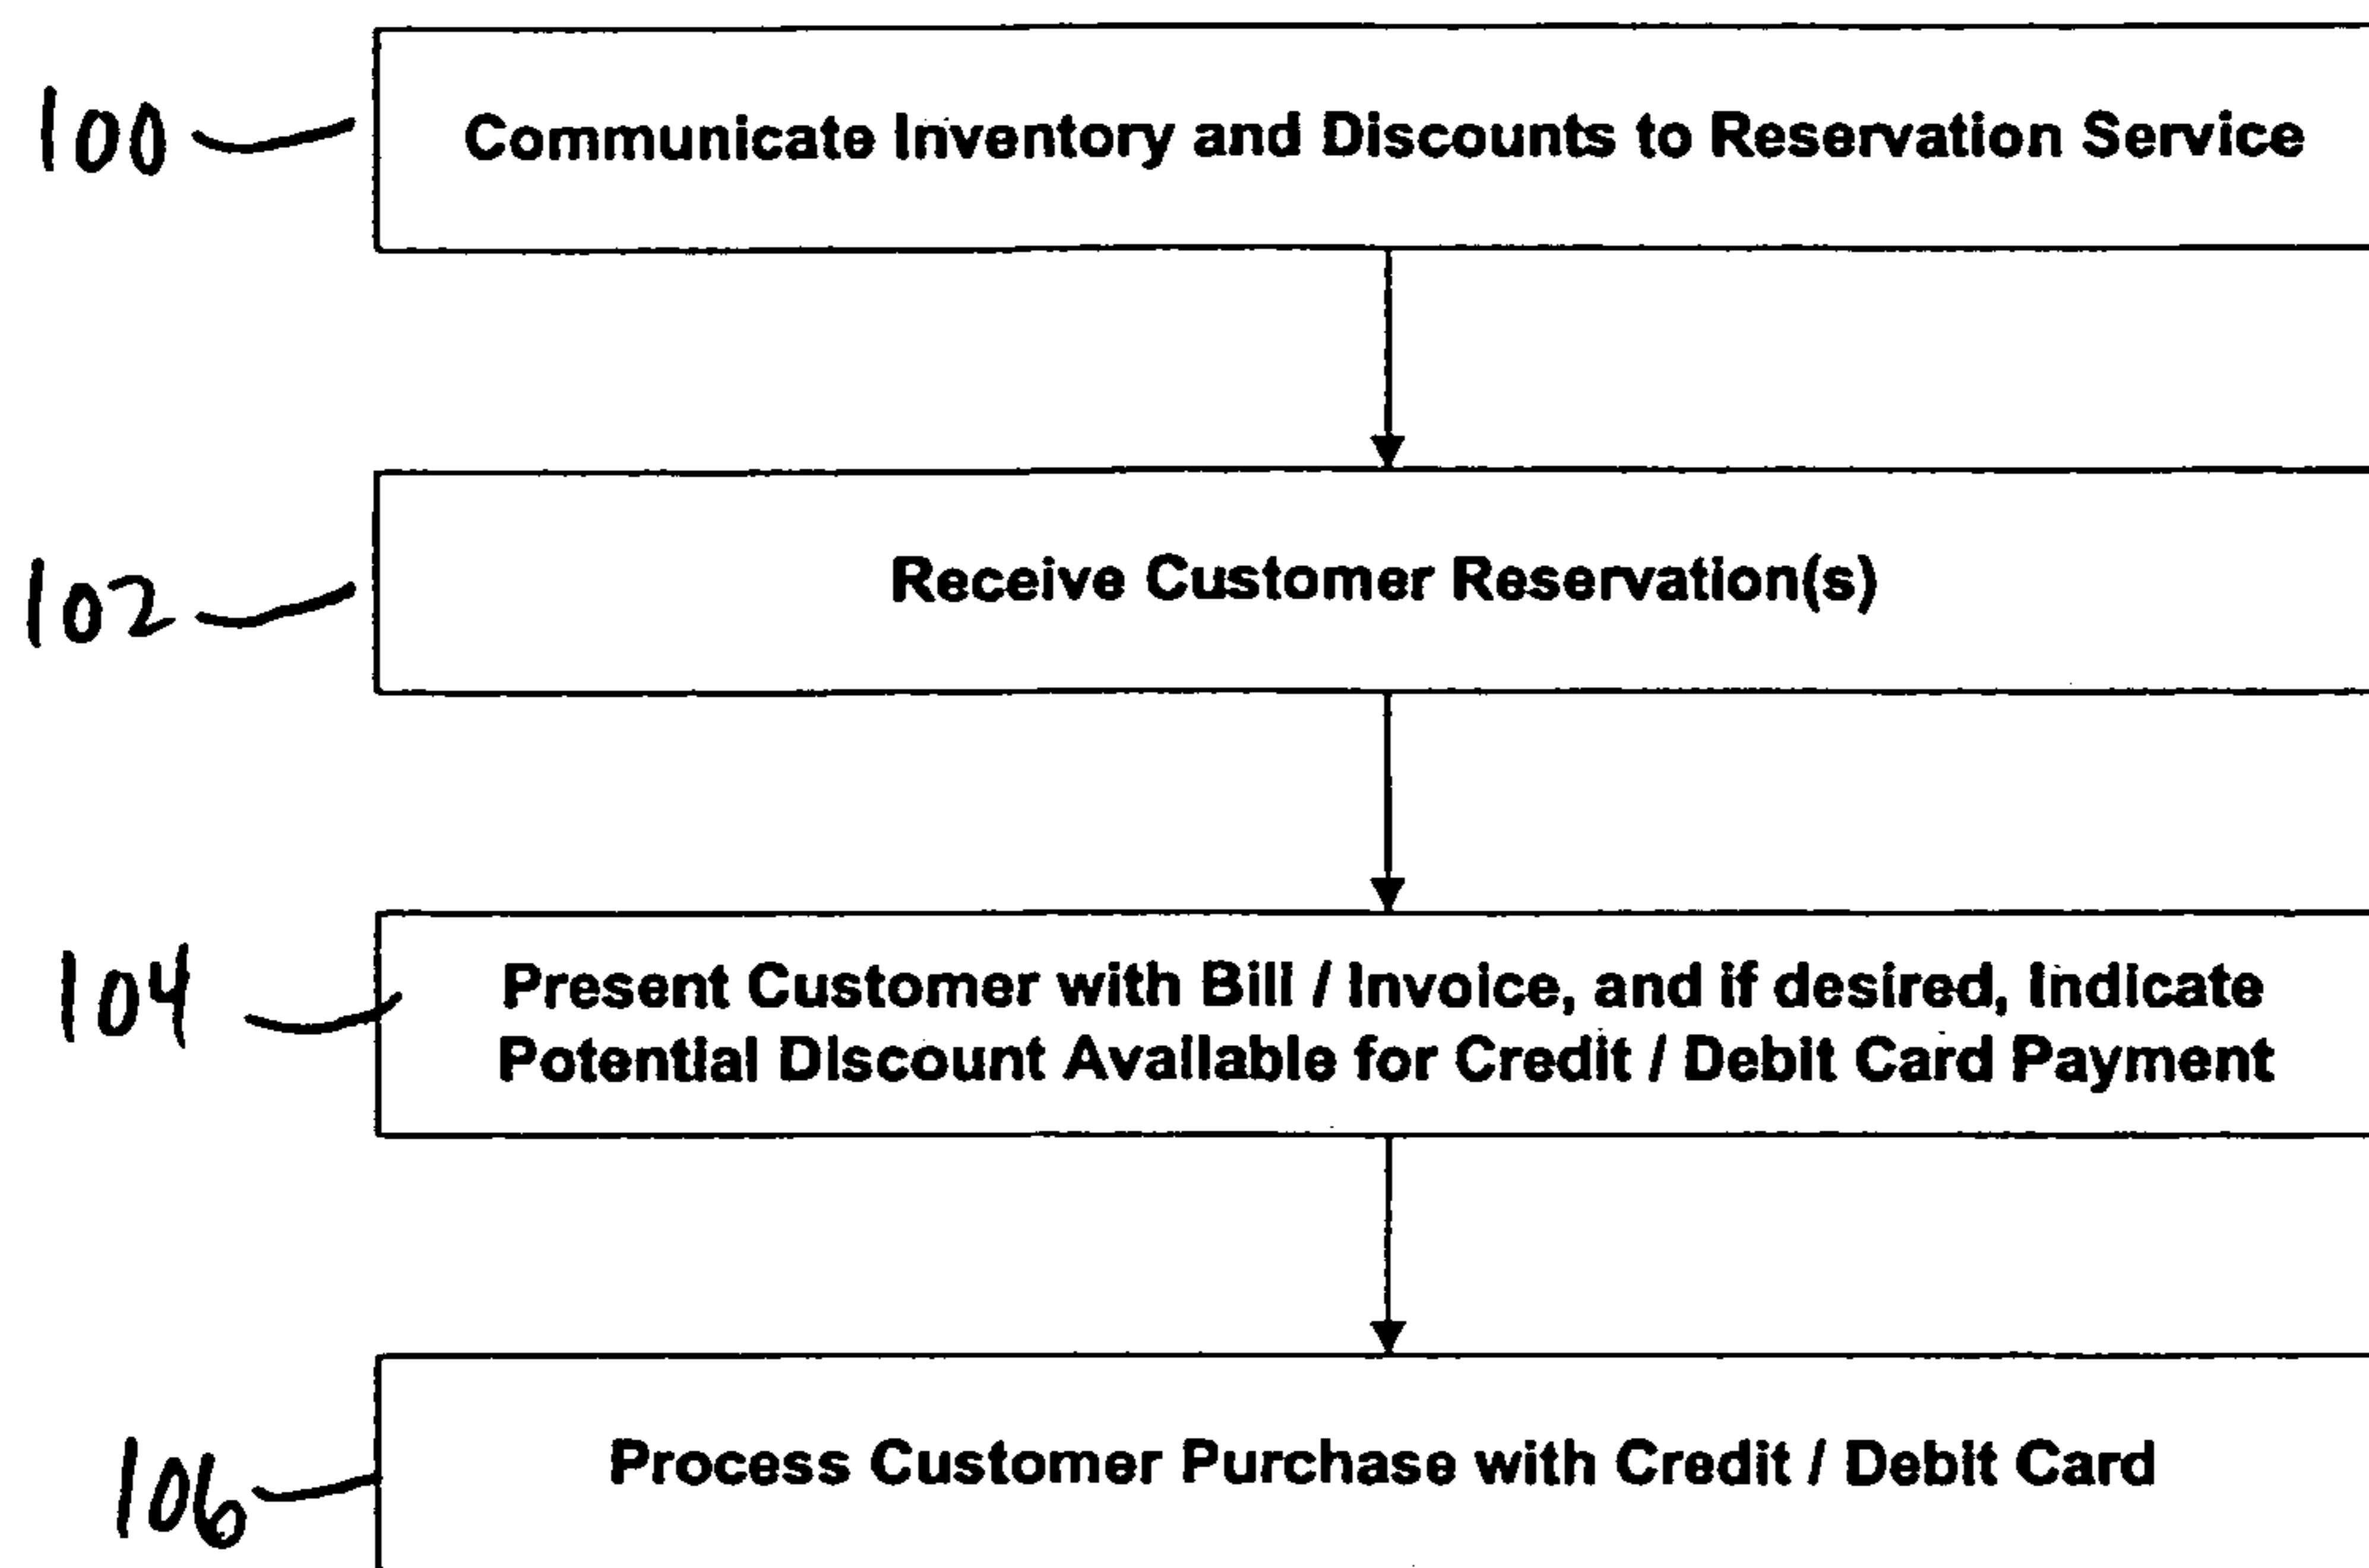 100
Communicate Inventory and Discounts to Reservation Service
102
Receive Customer Reservation(s)
104
Present Customer with Bill / Invoice, and if desired, Indicate
Potential Discount Available for Credit / Debit Card Payment
106
Process Customer Purchase with Credit / Debit Card